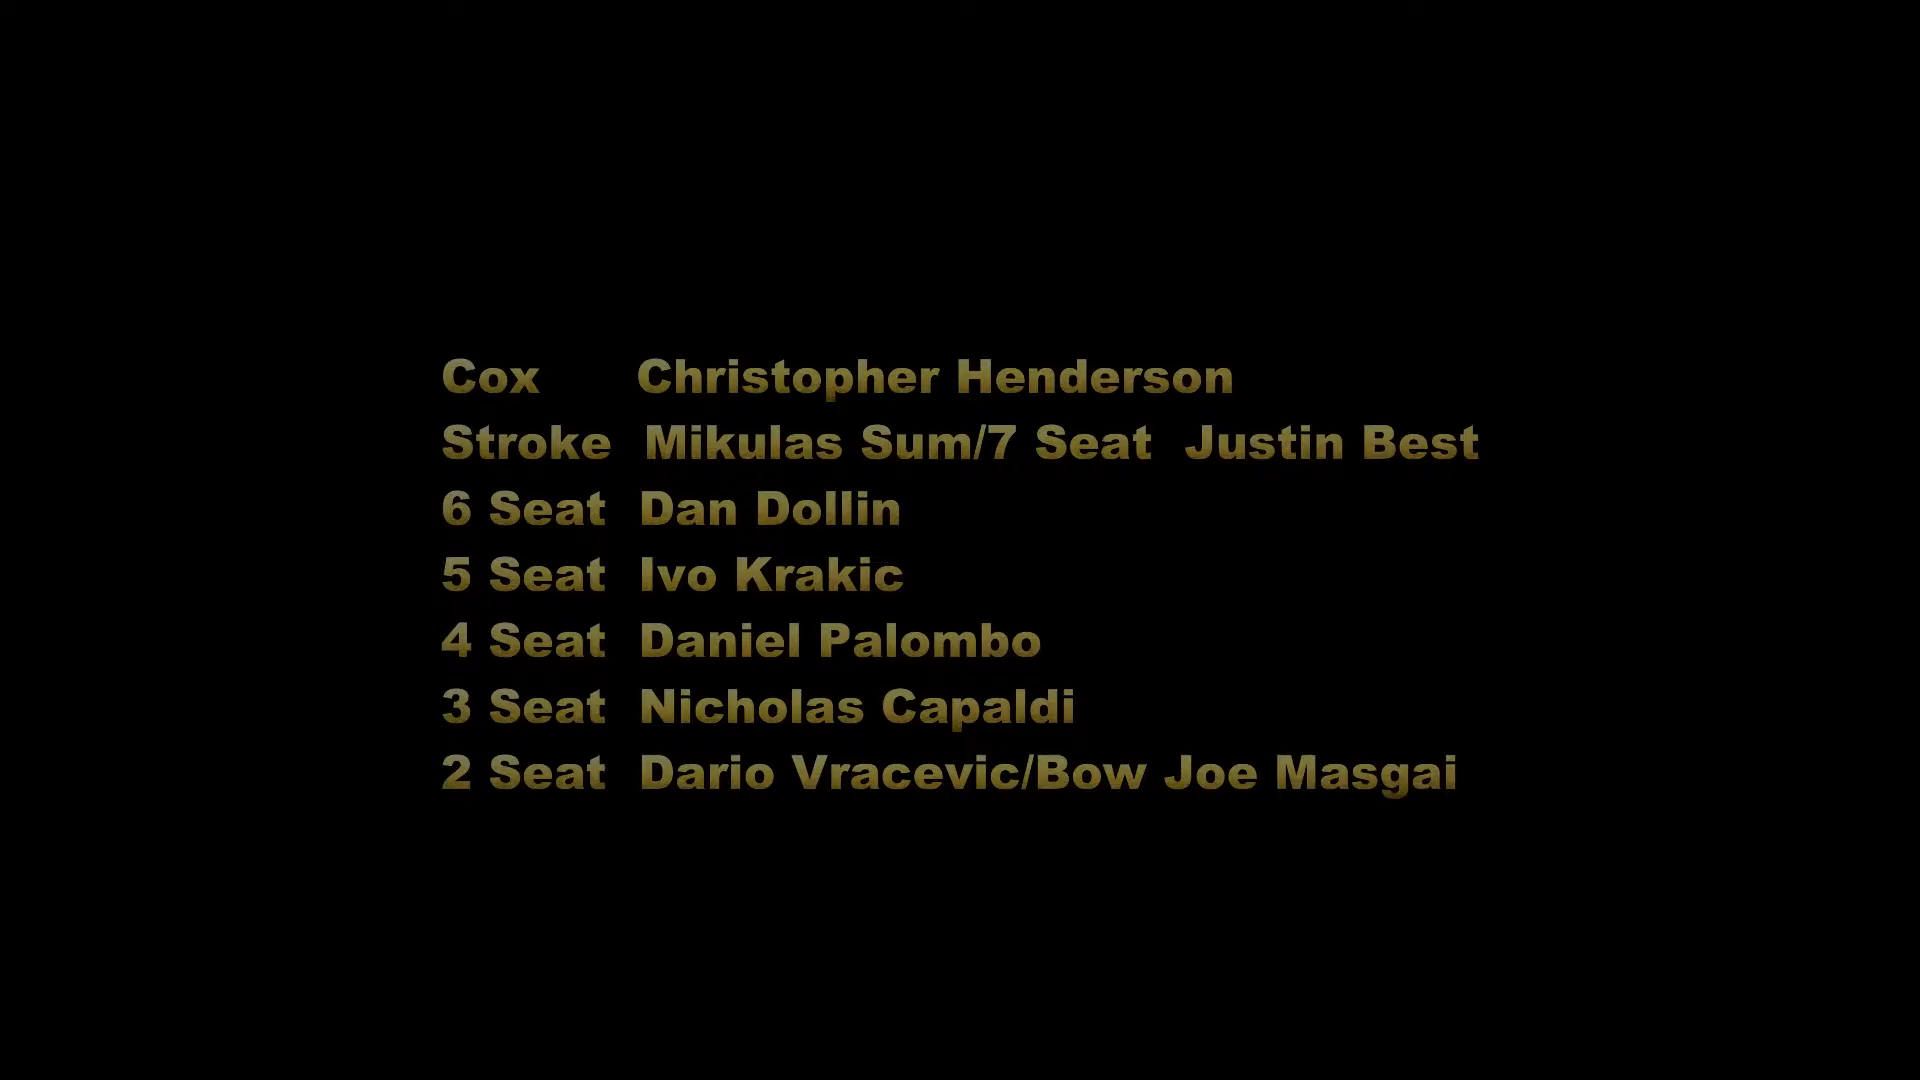 Cox Christopher Henderson
Stroke Mikulas Sum/7 Seat Justin Best
6 Seat Dan Dollin
5 Seat Ivo Krakic
4 Seat Daniel Palombo
3 Seat Nicholas Capaldi
2 Seat Dario Vracevic/Bow Joe Masgai